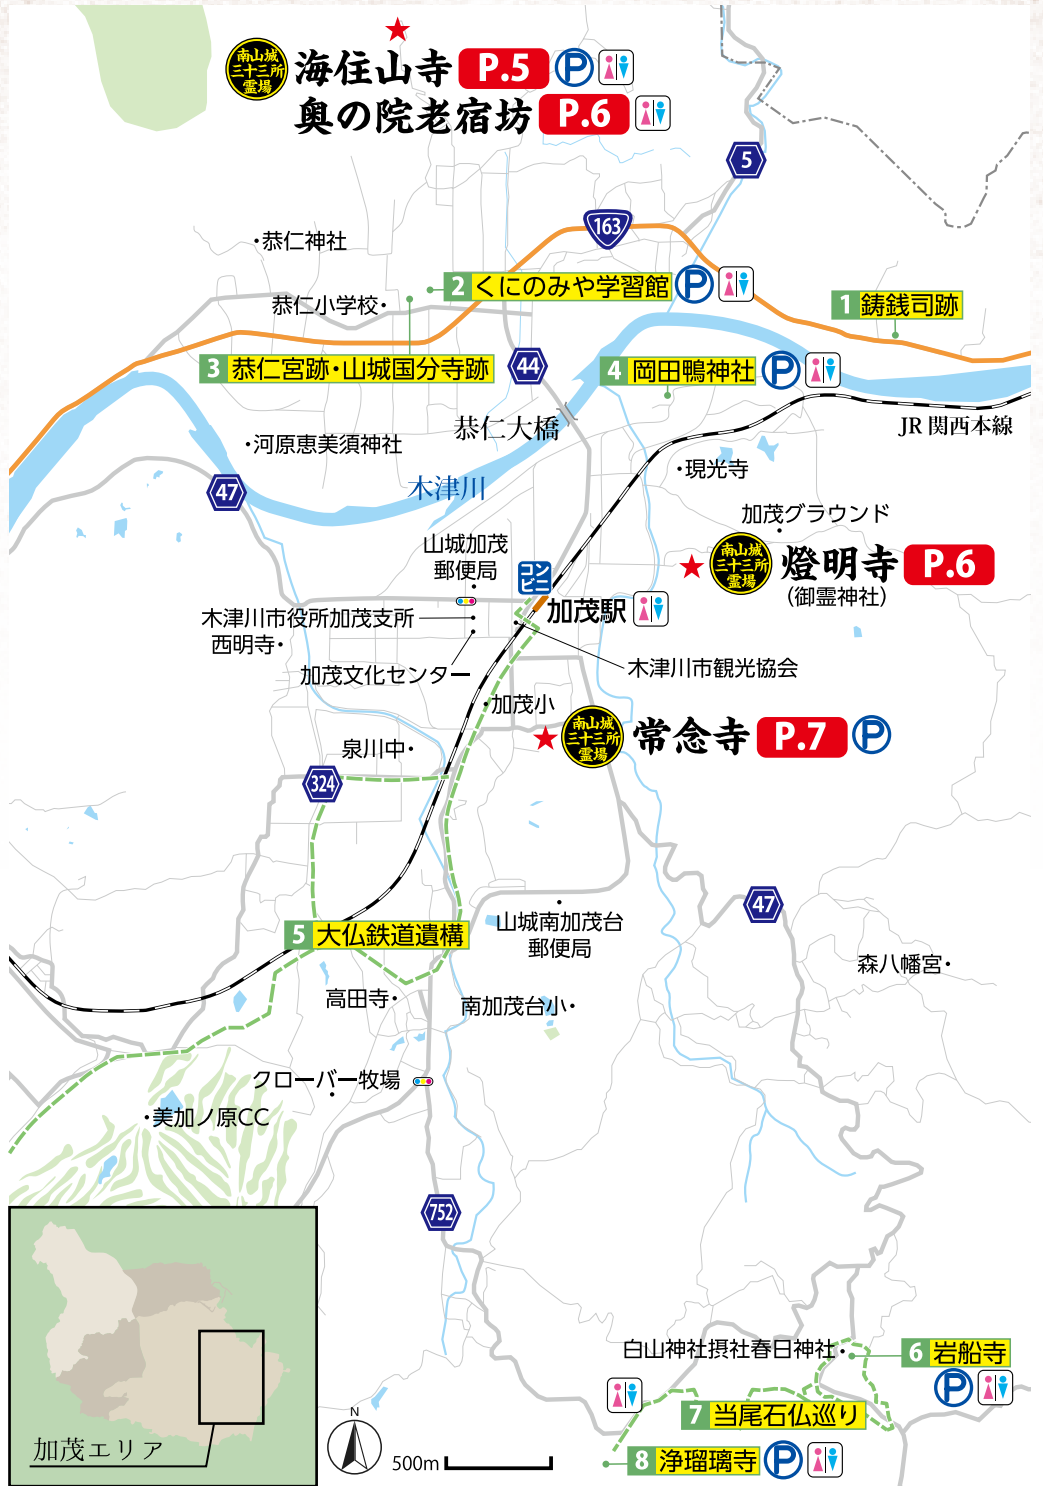 南山城
三十三所
霊場
海住山寺 P.5 P
奥の院老宿坊 P.6
5
163
・恭仁神社
2 くにのみや学習館 P
恭仁小学校・
1 鋳銭司跡
3 恭仁宮跡・山城国分寺跡
44
4 岡田鴨神社 P
恭仁大橋
JR 関西本線
・河原恵美須神社
・現光寺
47
木津川
加茂グラウンド
山城加茂
郵便局
南山城
三十三所
霊場
燈明寺 P.6
(御霊神社)
コン
ビニ
加茂駅
木津川市役所加茂支所
西明寺・
加茂文化センター
木津川市観光協会
・加茂小
南山城
三十三所
霊場
常念寺 P.7 P
泉川中・
324
47
山城南加茂台
郵便局
5 大仏鉄道遺構
森八幡宮・
高田寺・
南加茂台小・
クローバー牧場
・美加ノ原CC
752
白山神社摂社春日神社・
6 岩船寺
P
7 当尾石仏巡り
8 浄瑠璃寺 P
加茂エリア
N
500m